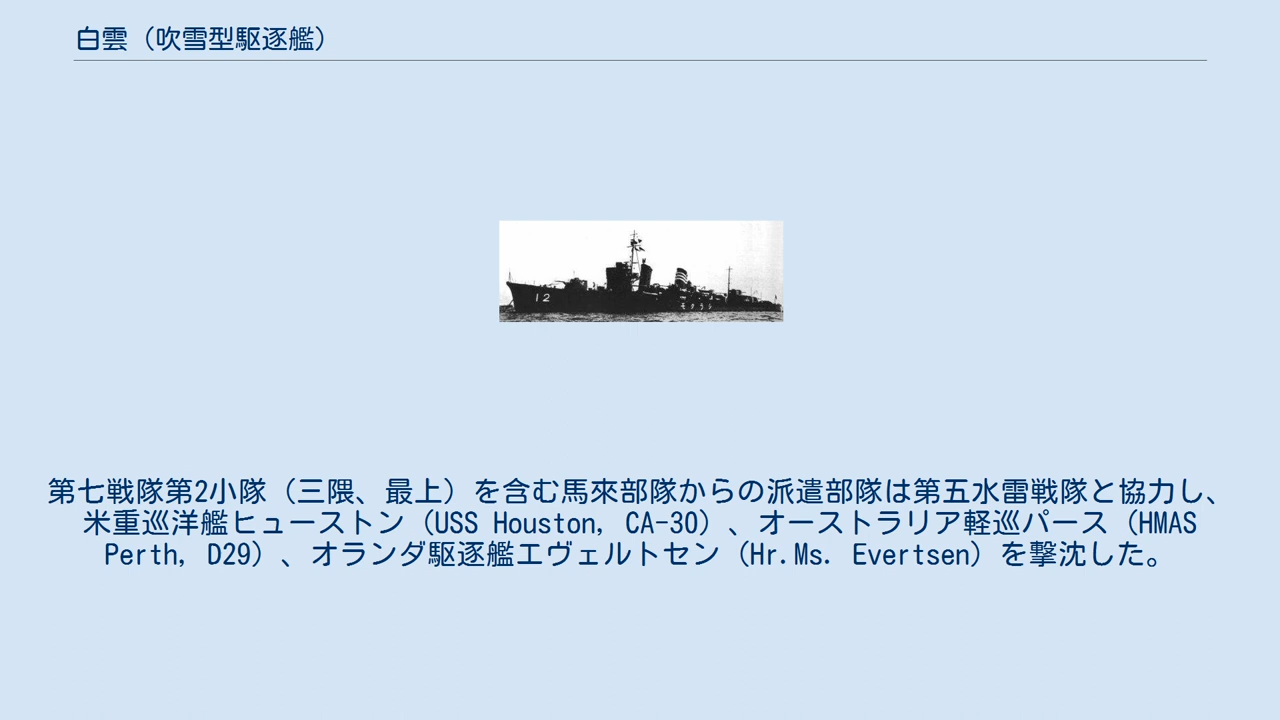 白雲（吹雪型駆逐艦）
12
第七戦隊第2小隊（三隈、最上）を含む馬來部隊からの派遣部隊は第五水雷戦隊と協力し、
米重巡洋艦ヒューストン（USS Houston, CA-30）、オーストラリア軽巡パース（HMAS
Perth, D29）、オランダ駆逐艦エヴェルトセン（Hr.Ms. Evertsen）を撃沈した。